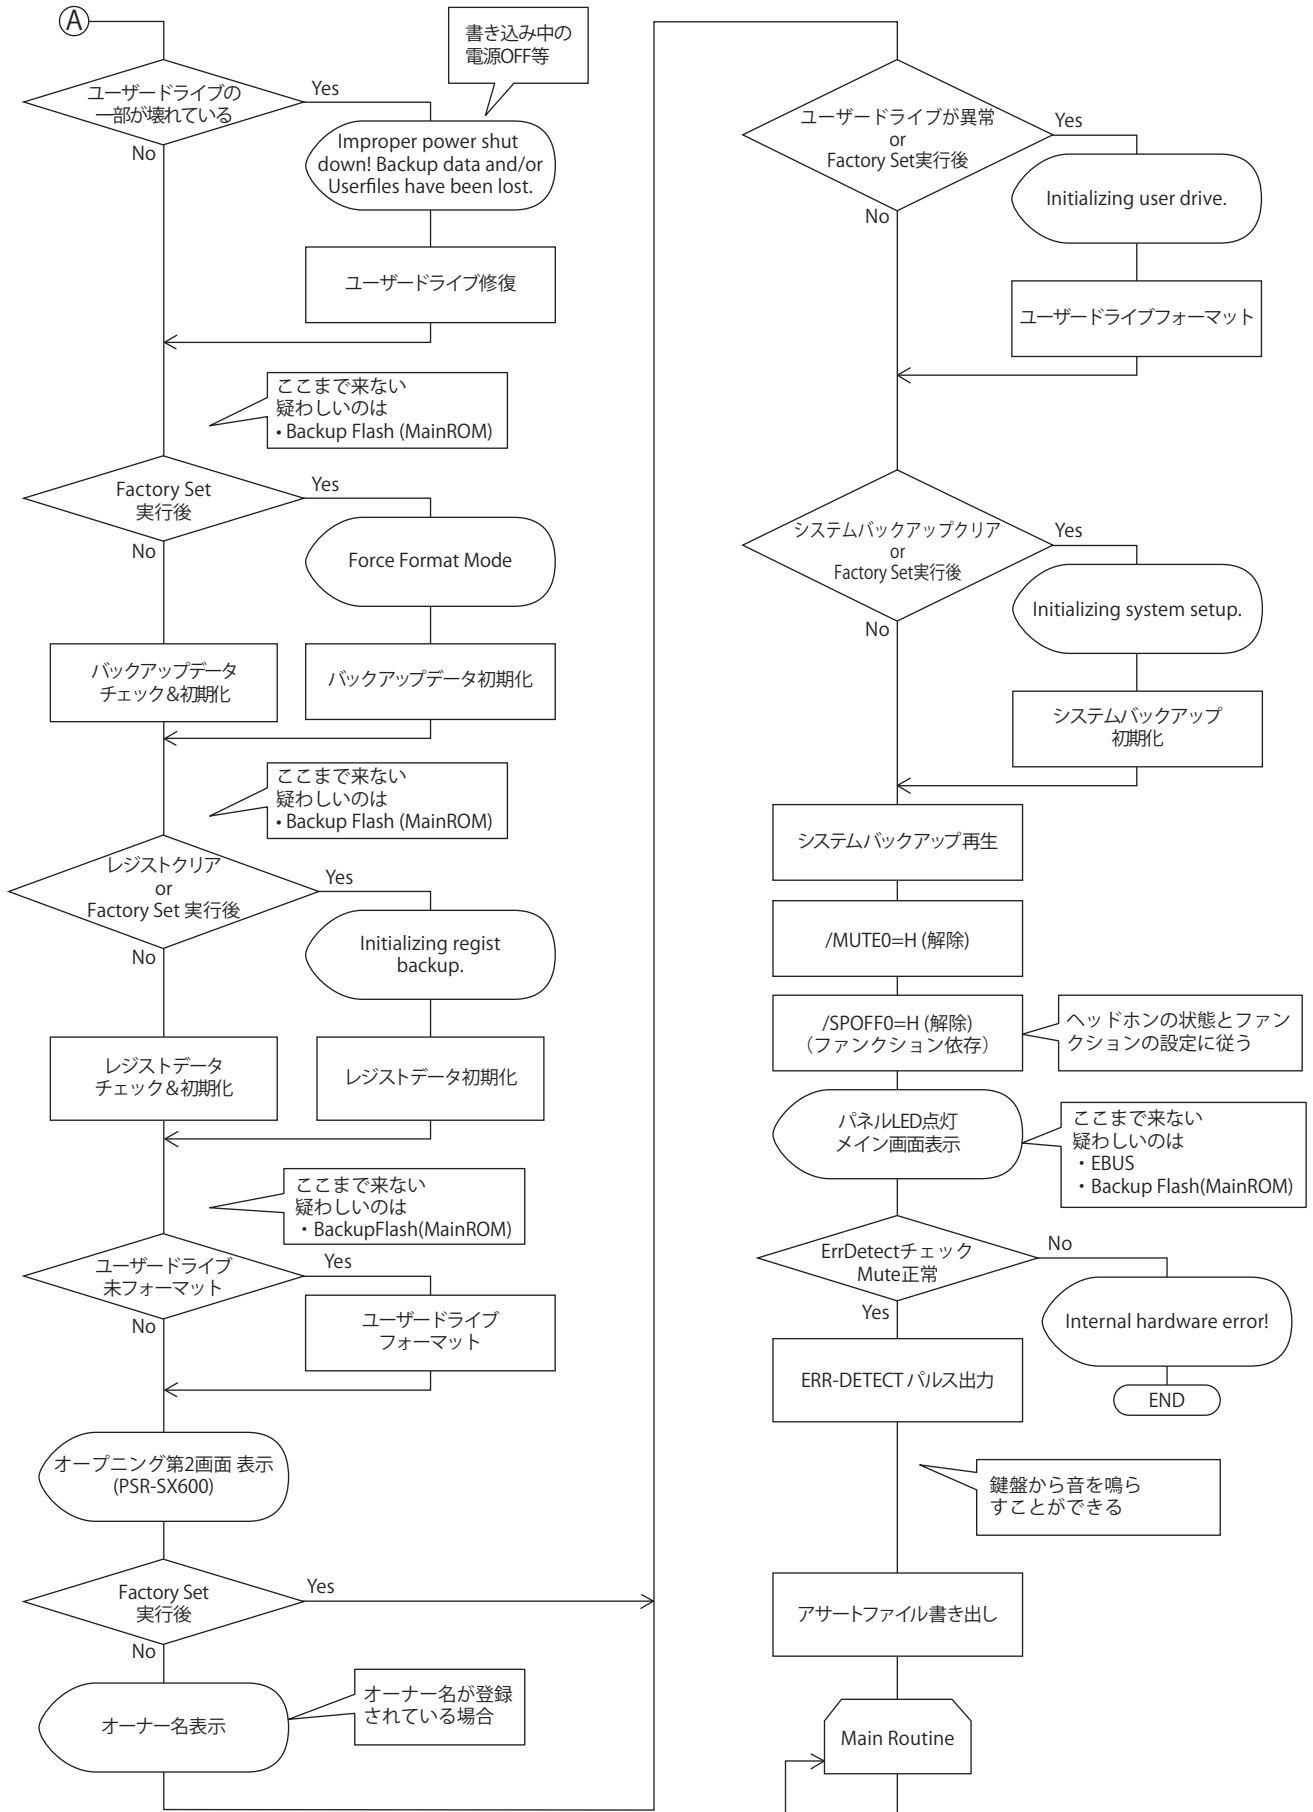 A
書き込み中の
電源OFF等
ユーザードライブの
一部が壊れている
Yes
No
Improper power shut
down! Backup data and/or
Userfiles have been lost.
ユーザードライブ修復
ここまで来ない
疑わしいのは
• Backup Flash (MainROM)
Factory Set
実行後
Yes
No
Force Format Mode
バックアップデータ
チェック＆初期化
バックアップデータ初期化
ここまで来ない
疑わしいのは
• Backup Flash (MainROM)
レジストクリア
or
Factory Set 実行後
Yes
No
Initializing regist
backup.
レジストデータ
チェック＆初期化
レジストデータ初期化
ここまで来ない
疑わしいのは
・BackupFlash(MainROM)
ユーザードライブ
未フォーマット
Yes
No
ユーザードライブ
フォーマット
オープニング第2画面 表示
(PSR-SX600)
Factory Set
実行後
Yes
No
オーナー名が登録
されている場合
オーナー名表示
ユーザードライブが異常
or
Factory Set実行後
Yes
No
Initializing user drive.
ユーザードライブフォーマット
システムバックアップクリア
or
Factory Set実行後
Yes
No
Initializing system setup.
システムバックアップ
初期化
システムバックアップ再生
/MUTE0=H (解除)
/SPOFF0=H (解除)
（ファンクション依存）
ヘッドホンの状態とファン
クションの設定に従う
パネルLED点灯
メイン画面表示
ここまで来ない
疑わしいのは
・EBUS
・Backup Flash(MainROM)
ErrDetectチェック
Mute正常
No
Yes
Internal hardware error!
END
ERR-DETECT パルス出力
鍵盤から音を鳴ら
すことができる
アサートファイル書き出し
Main Routine